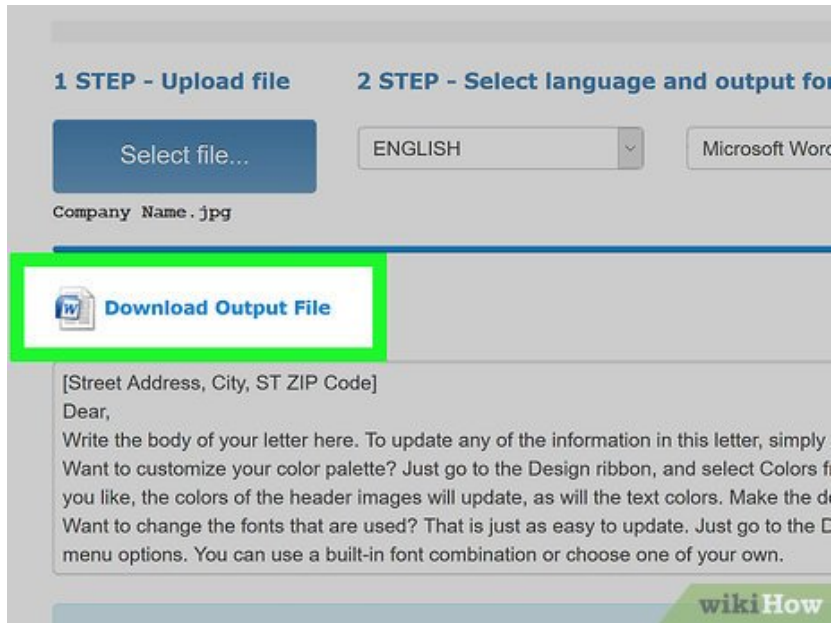 1 STEP - Upload file 2 STEP - Select language and output for
Select file... ENGLISH Microsoft Word
Company Name.jpg
Download Output File
[Street Address, City, ST ZIP Code]
Dear,
Write the body of your letter here. To update any of the information in this letter, simply
Want to customize your color palette? Just go to the Design ribbon, and select Colors f
you like, the colors of the header images will update, as will the text colors. Make the d
Want to change the fonts that are used? That is just as easy to update. Just go to the D
menu options. You can use a built-in font combination or choose one of your own.
wikiHow